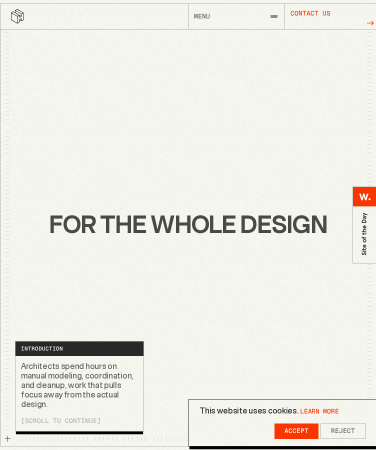 MENU
CONTACT US
→
FOR THE WHOLE DESIGN
W.
Site of the Day
INTRODUCTION
Architects spend hours on
manual modeling, coordination,
and cleanup, work that pulls
focus away from the actual
design.
[SCROLL TO CONTINUE]
This website uses cookies. LEARN MORE
ACCEPT
REJECT